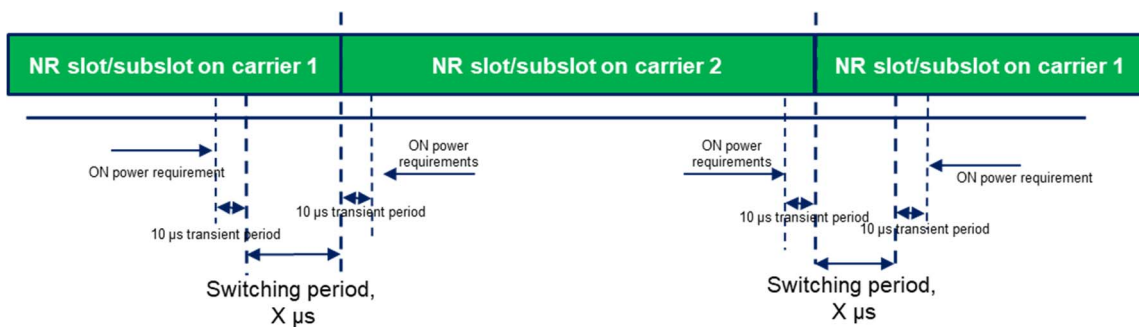 NR slot/subslot on carrier 1
NR slot/subslot on carrier 2
NR slot/subslot on carrier 1
ON power requirement
ON power
requirements
ON power
requirements
ON power requirement
10 µs transient period
10 µs transient period
10 µs transient period
10 µs transient period
Switching period,
X µs
Switching period,
X µs